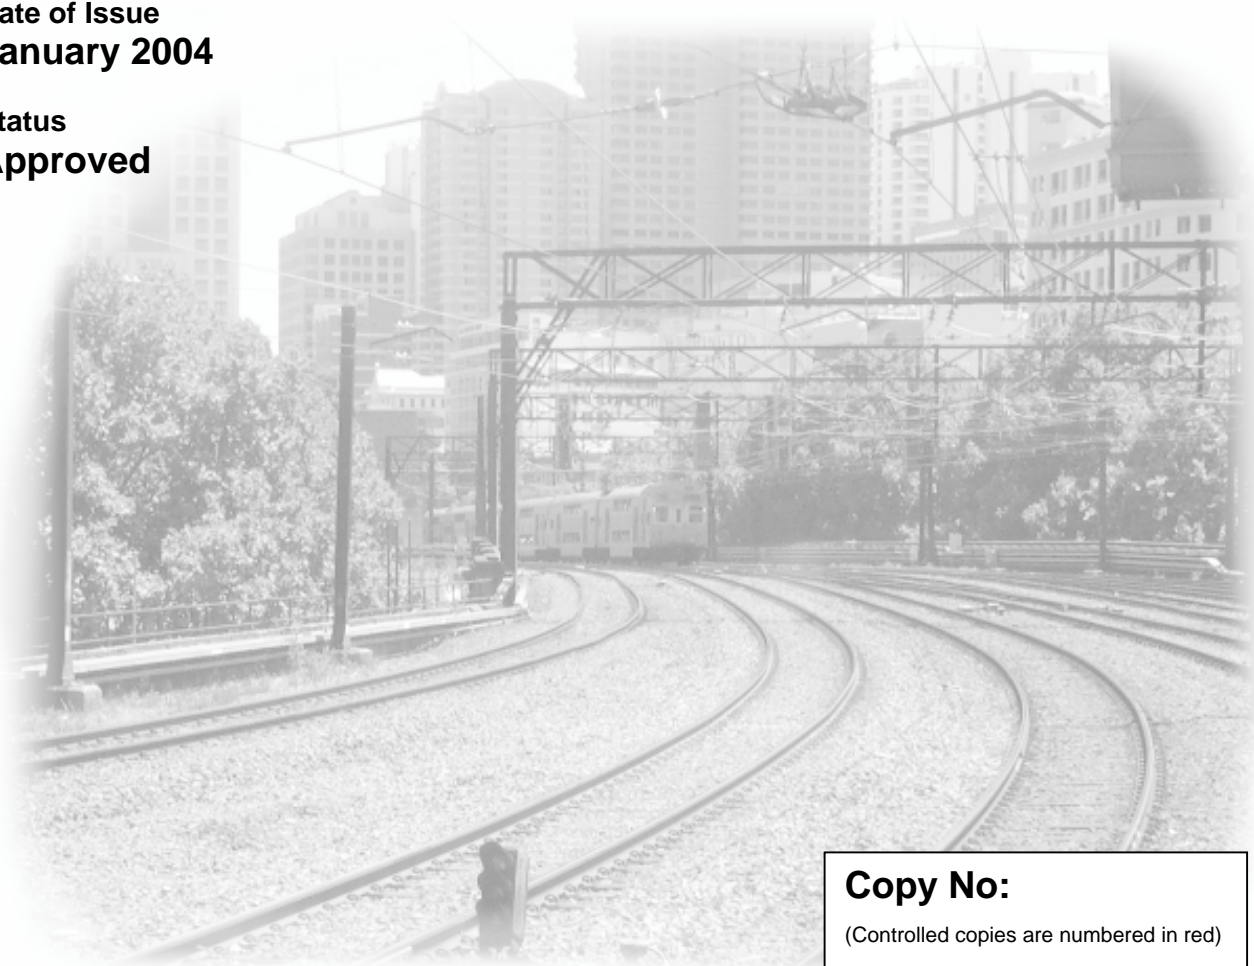 ate of Issue
anuary 2004
tatus
Approved
Copy No:
(Controlled copies are numbered in red)